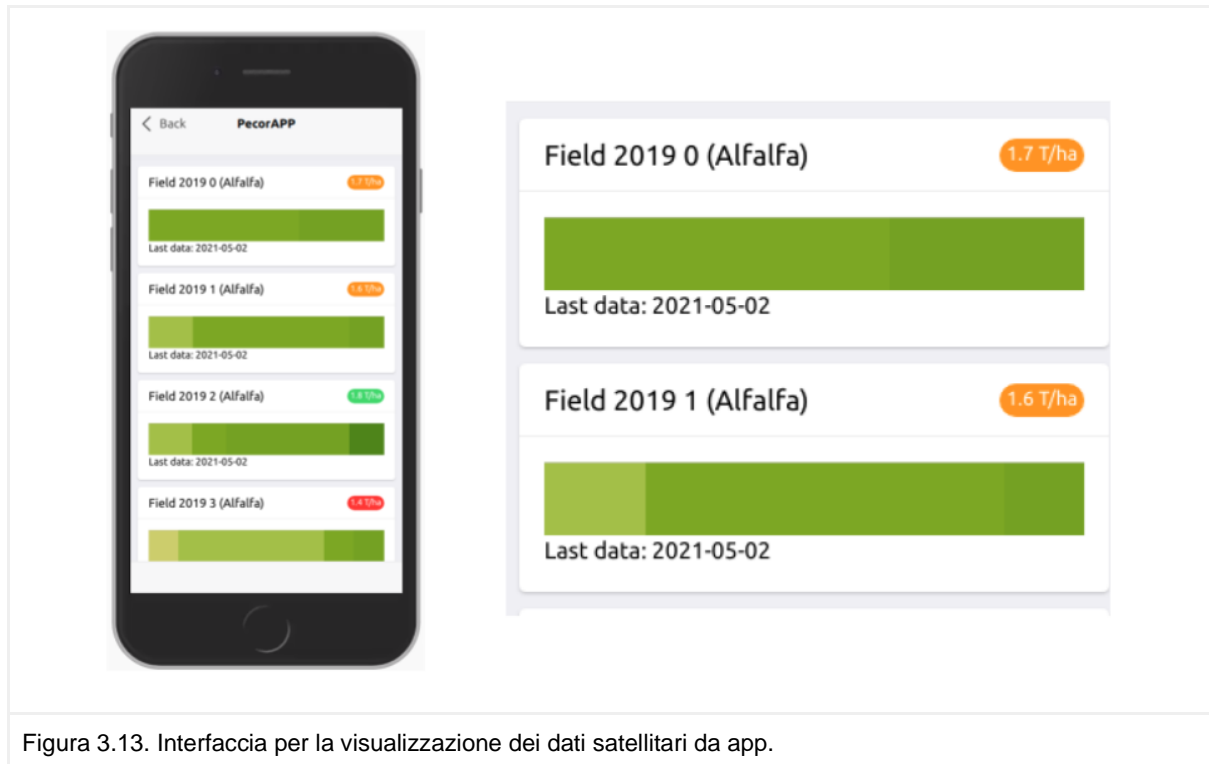 Back PecorAPP
Field 2019 0 (Alfalfa) 1.7 T/ha
Last data: 2021-05-02
Field 2019 1 (Alfalfa) 1.6 T/ha
Last data: 2021-05-02
Field 2019 2 (Alfalfa) 1.8 T/ha
Last data: 2021-05-02
Field 2019 3 (Alfalfa) 1.4 T/ha
Field 2019 0 (Alfalfa) 1.7 T/ha
Last data: 2021-05-02
Field 2019 1 (Alfalfa) 1.6 T/ha
Last data: 2021-05-02
Figura 3.13. Interfaccia per la visualizzazione dei dati satellitari da app.